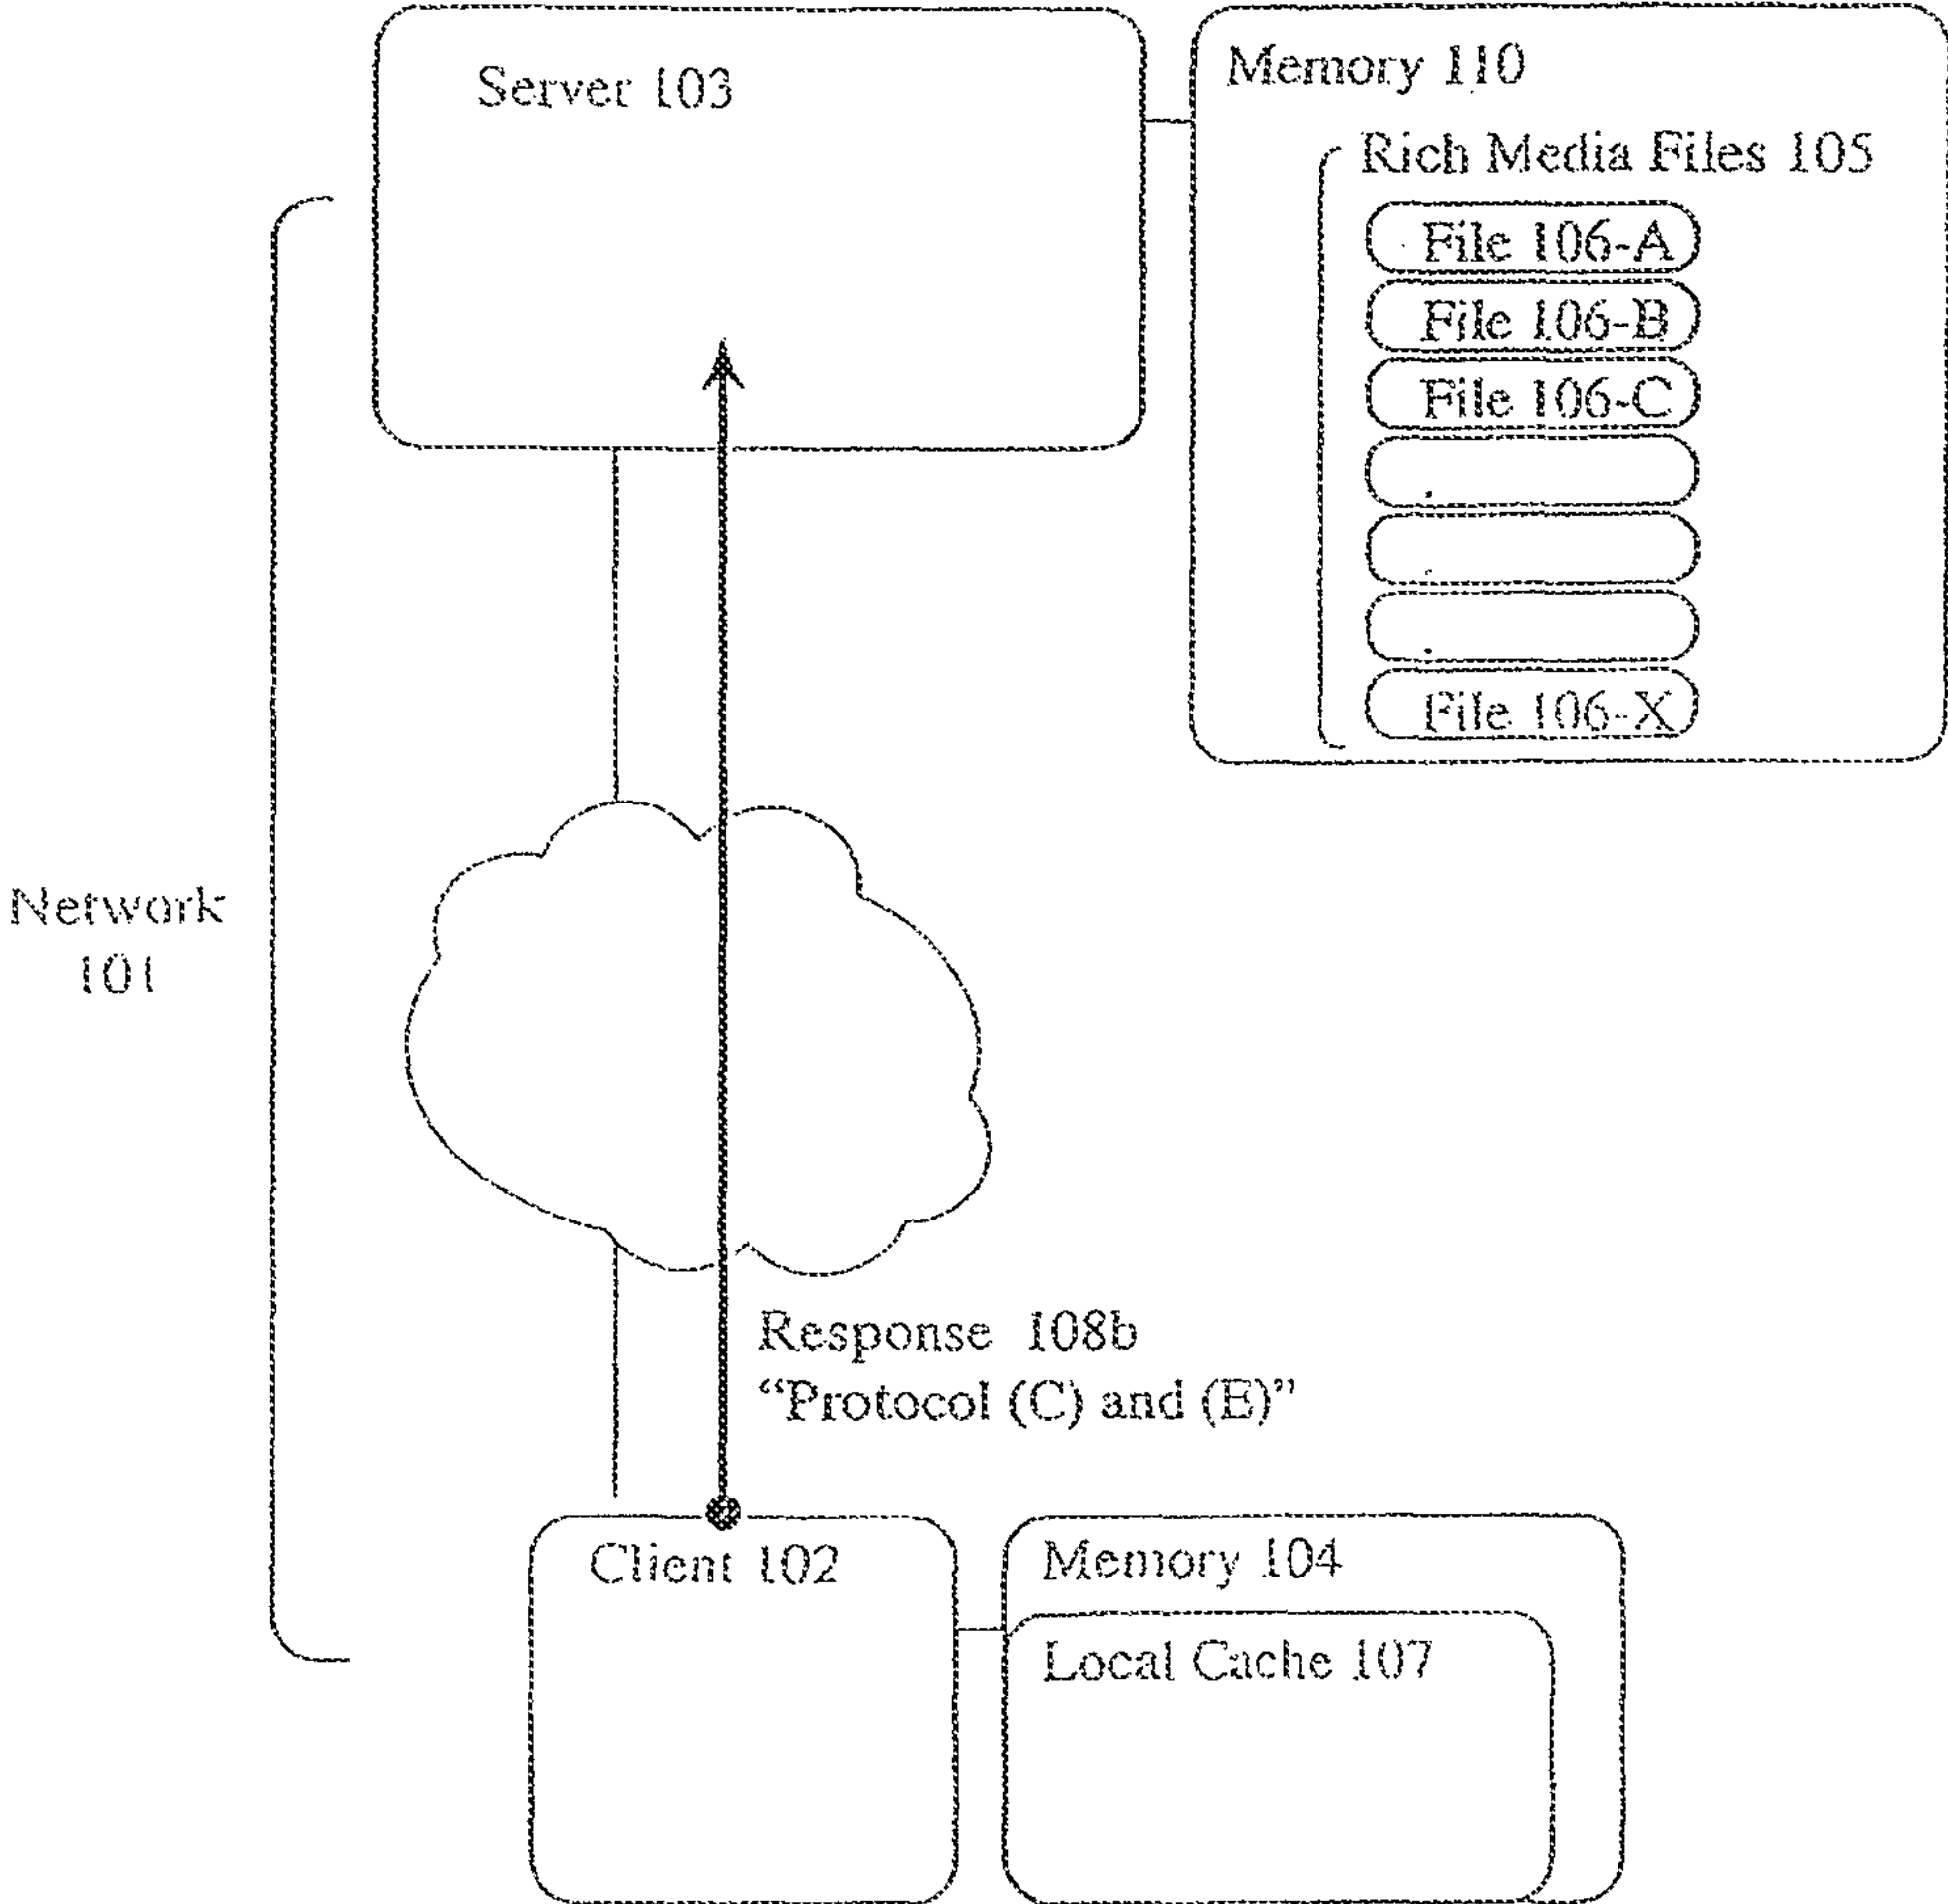 Server 103
Memory 110
Rich Media Files 105
File 106-A
File 106-B
File 106-C
.
.
.
File 106-X
Network
101
Response 108b
“Protocol (C) and (E)”
Client 102
Memory 104
Local Cache 107